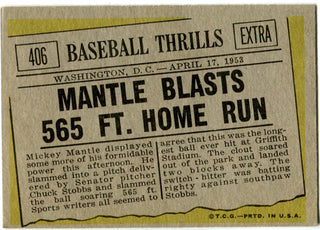 406
BASEBALL THRILLS
EXTRA
WASHINGTON, D.C.—APRIL 17, 1953
MANTLE BLASTS
565 FT. HOME RUN
Mickey Mantle displayed
some more of his formidable
power this afternoon. He
slammed into a pitch deliv-
ered by Senator pitcher
Chuck Stobbs and slammed
the ball soaring 565 ft.
Sports writers all seemed to
agree that this was the long-
est ball ever hit at Griffith
Stadium. The clout soared
out of the park and landed
two blocks away. The
switch-hitter was batting
righty against southpaw
Stobbs.
©T.C.G.—PRTD. IN U.S.A.